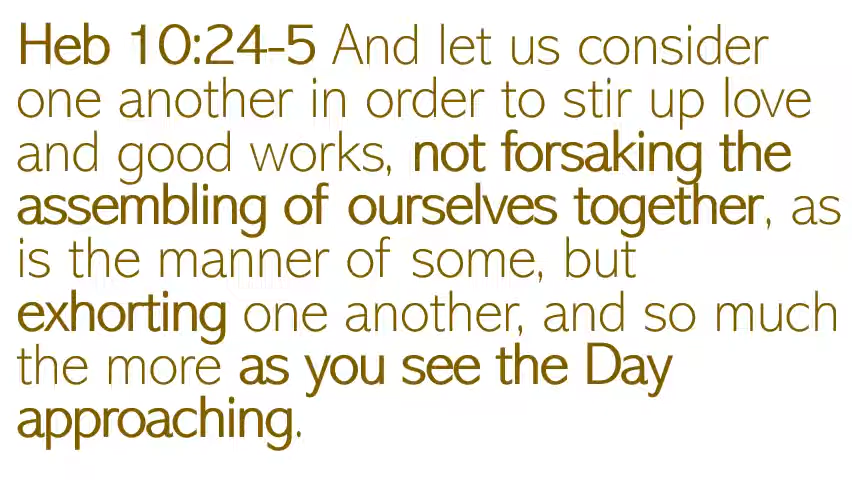 Heb 10:24-5 And let us consider
one another in order to stir up love
and good works, not forsaking the
assembling of ourselves together, as
is the manner of some, but
exhorting one another, and so much
the more as you see the Day
approaching.